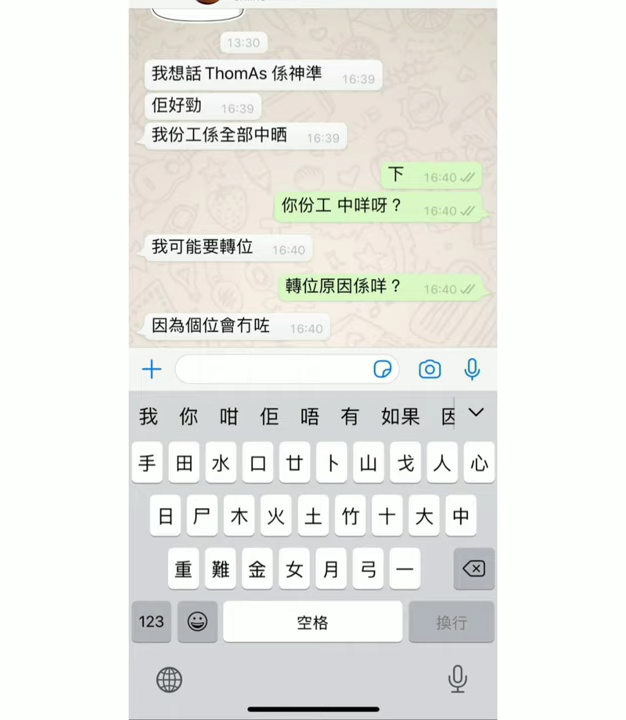 13:30
我想話 ThomAs 係神準 16:39
佢好勁 16:39
我份工係全部中晒 16:39
下 16:40
你份工 中咩呀？ 16:40
我可能要轉位 16:40
轉位原因係咩？ 16:40
因為個位會冇咗 16:40
我 你 咁 佢 唔 有 如果 因
手 田 水 口 廿 卜 山 戈 人 心
日 尸 木 火 土 竹 十 大 中
重 難 金 女 月 弓 一
123 空格 換行